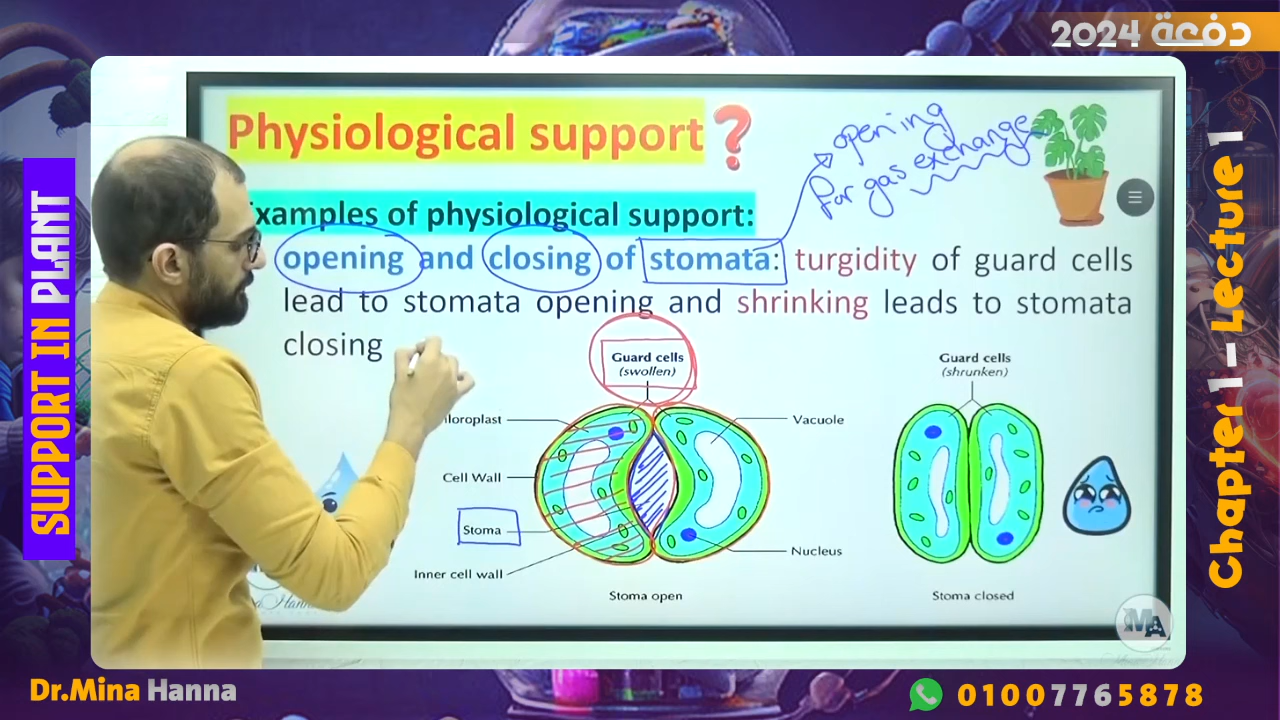 دفعة 2024
SUPPORT IN PLANT
Chapter 1 - Lecture 1
Physiological support?
opening
for gas exchange
xamples of physiological support:
opening and closing of stomata: turgidity of guard cells
lead to stomata opening and shrinking leads to stomata
closing
Guard cells
(swollen)
Guard cells
(shrunken)
hloroplast
Vacuole
Cell Wall
Stoma
Nucleus
Inner cell wall
Stoma open
Stoma closed
MA
Dr.Mina Hanna
01007765878